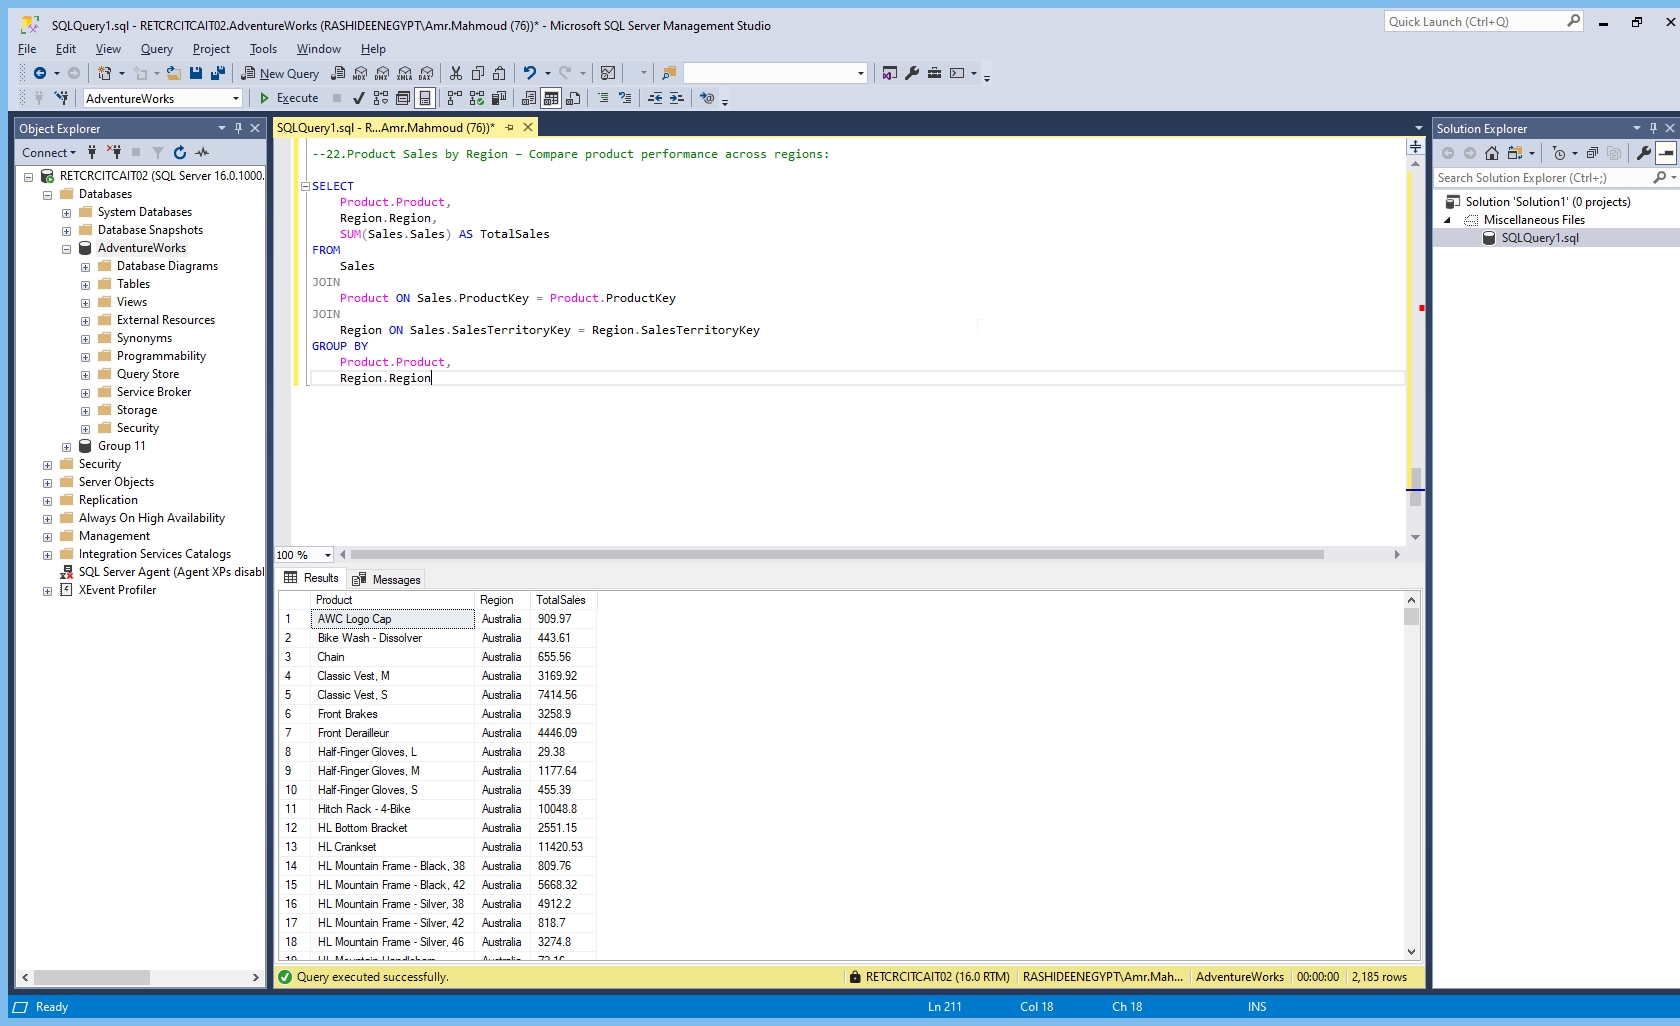 SQLQuery1.sql - RETCRCITCAIT02.AdventureWorks (RASHIDEENEGYPT\Amr.Mahmoud (76))* - Microsoft SQL Server Management Studio
Quick Launch (Ctrl+Q)
File Edit View Query Project Tools Window Help
New Query
MDX DMX XMLA DAX
AdventureWorks
Execute
Object Explorer
Connect
RETCRCITCAIT02 (SQL Server 16.0.1000.
Databases
System Databases
Database Snapshots
AdventureWorks
Database Diagrams
Tables
Views
External Resources
Synonyms
Programmability
Query Store
Service Broker
Storage
Security
Group 11
Security
Server Objects
Replication
Always On High Availability
Management
Integration Services Catalogs
SQL Server Agent (Agent XPs disabl
XEvent Profiler
SQLQuery1.sql - R...Amr.Mahmoud (76))*
--22.Product Sales by Region – Compare product performance across regions:
SELECT
Product.Product,
Region.Region,
SUM(Sales.Sales) AS TotalSales
FROM
Sales
JOIN
Product ON Sales.ProductKey = Product.ProductKey
JOIN
Region ON Sales.SalesTerritoryKey = Region.SalesTerritoryKey
GROUP BY
Product.Product,
Region.Region
100 %
Results Messages
Product Region TotalSales
1 AWC Logo Cap Australia 909.97
2 Bike Wash - Dissolver Australia 443.61
3 Chain Australia 655.56
4 Classic Vest, M Australia 3169.92
5 Classic Vest, S Australia 7414.56
6 Front Brakes Australia 3258.9
7 Front Derailleur Australia 4446.09
8 Half-Finger Gloves, L Australia 29.38
9 Half-Finger Gloves, M Australia 1177.64
10 Half-Finger Gloves, S Australia 455.39
11 Hitch Rack - 4-Bike Australia 10048.8
12 HL Bottom Bracket Australia 2551.15
13 HL Crankset Australia 11420.53
14 HL Mountain Frame - Black, 38 Australia 809.76
15 HL Mountain Frame - Black, 42 Australia 5668.32
16 HL Mountain Frame - Silver, 38 Australia 4912.2
17 HL Mountain Frame - Silver, 42 Australia 818.7
18 HL Mountain Frame - Silver, 46 Australia 3274.8
Query executed successfully.
RETCRCITCAIT02 (16.0 RTM) RASHIDEENEGYPT\Amr.Mah... AdventureWorks 00:00:00 2,185 rows
Solution Explorer
Search Solution Explorer (Ctrl+;)
Solution 'Solution1' (0 projects)
Miscellaneous Files
SQLQuery1.sql
Ready
Ln 211 Col 18 Ch 18 INS